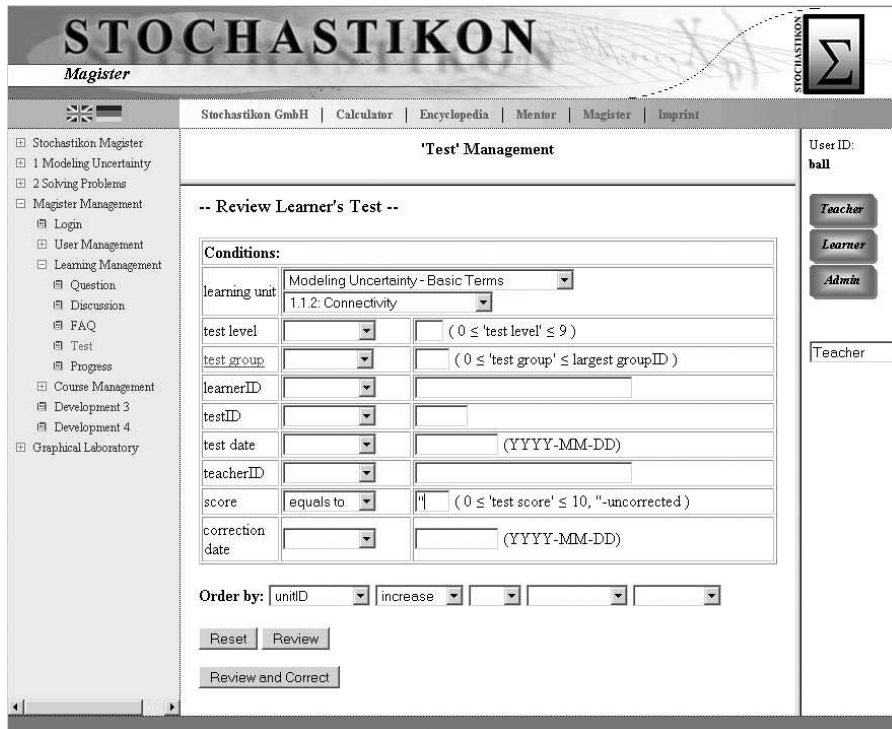 STOCHASTIKON
Magister
STOCHASTIKON
Σ
Stochastikon GmbH | Calculator | Encyclopedia | Mentor | Magister | Imprint
Stochastikon Magister
1 Modeling Uncertainty
2 Solving Problems
Magister Management
Login
User Management
Learning Management
Question
Discussion
FAQ
Test
Progress
Course Management
Development 3
Development 4
Graphical Laboratory
'Test' Management
-- Review Learner's Test --
Conditions:
learning unit Modeling Uncertainty - Basic Terms
1.1.2: Connectivity
test level ( 0 ≤ 'test level' ≤ 9 )
test group ( 0 ≤ 'test group' ≤ largest groupID )
learnerID
testID
test date (YYYY-MM-DD)
teacherID
score equals to '' ( 0 ≤ 'test score' ≤ 10, ''-uncorrected )
correction
date (YYYY-MM-DD)
Order by: unitID increase
Reset Review
Review and Correct
User ID:
ball
Teacher
Learner
Admin
Teacher